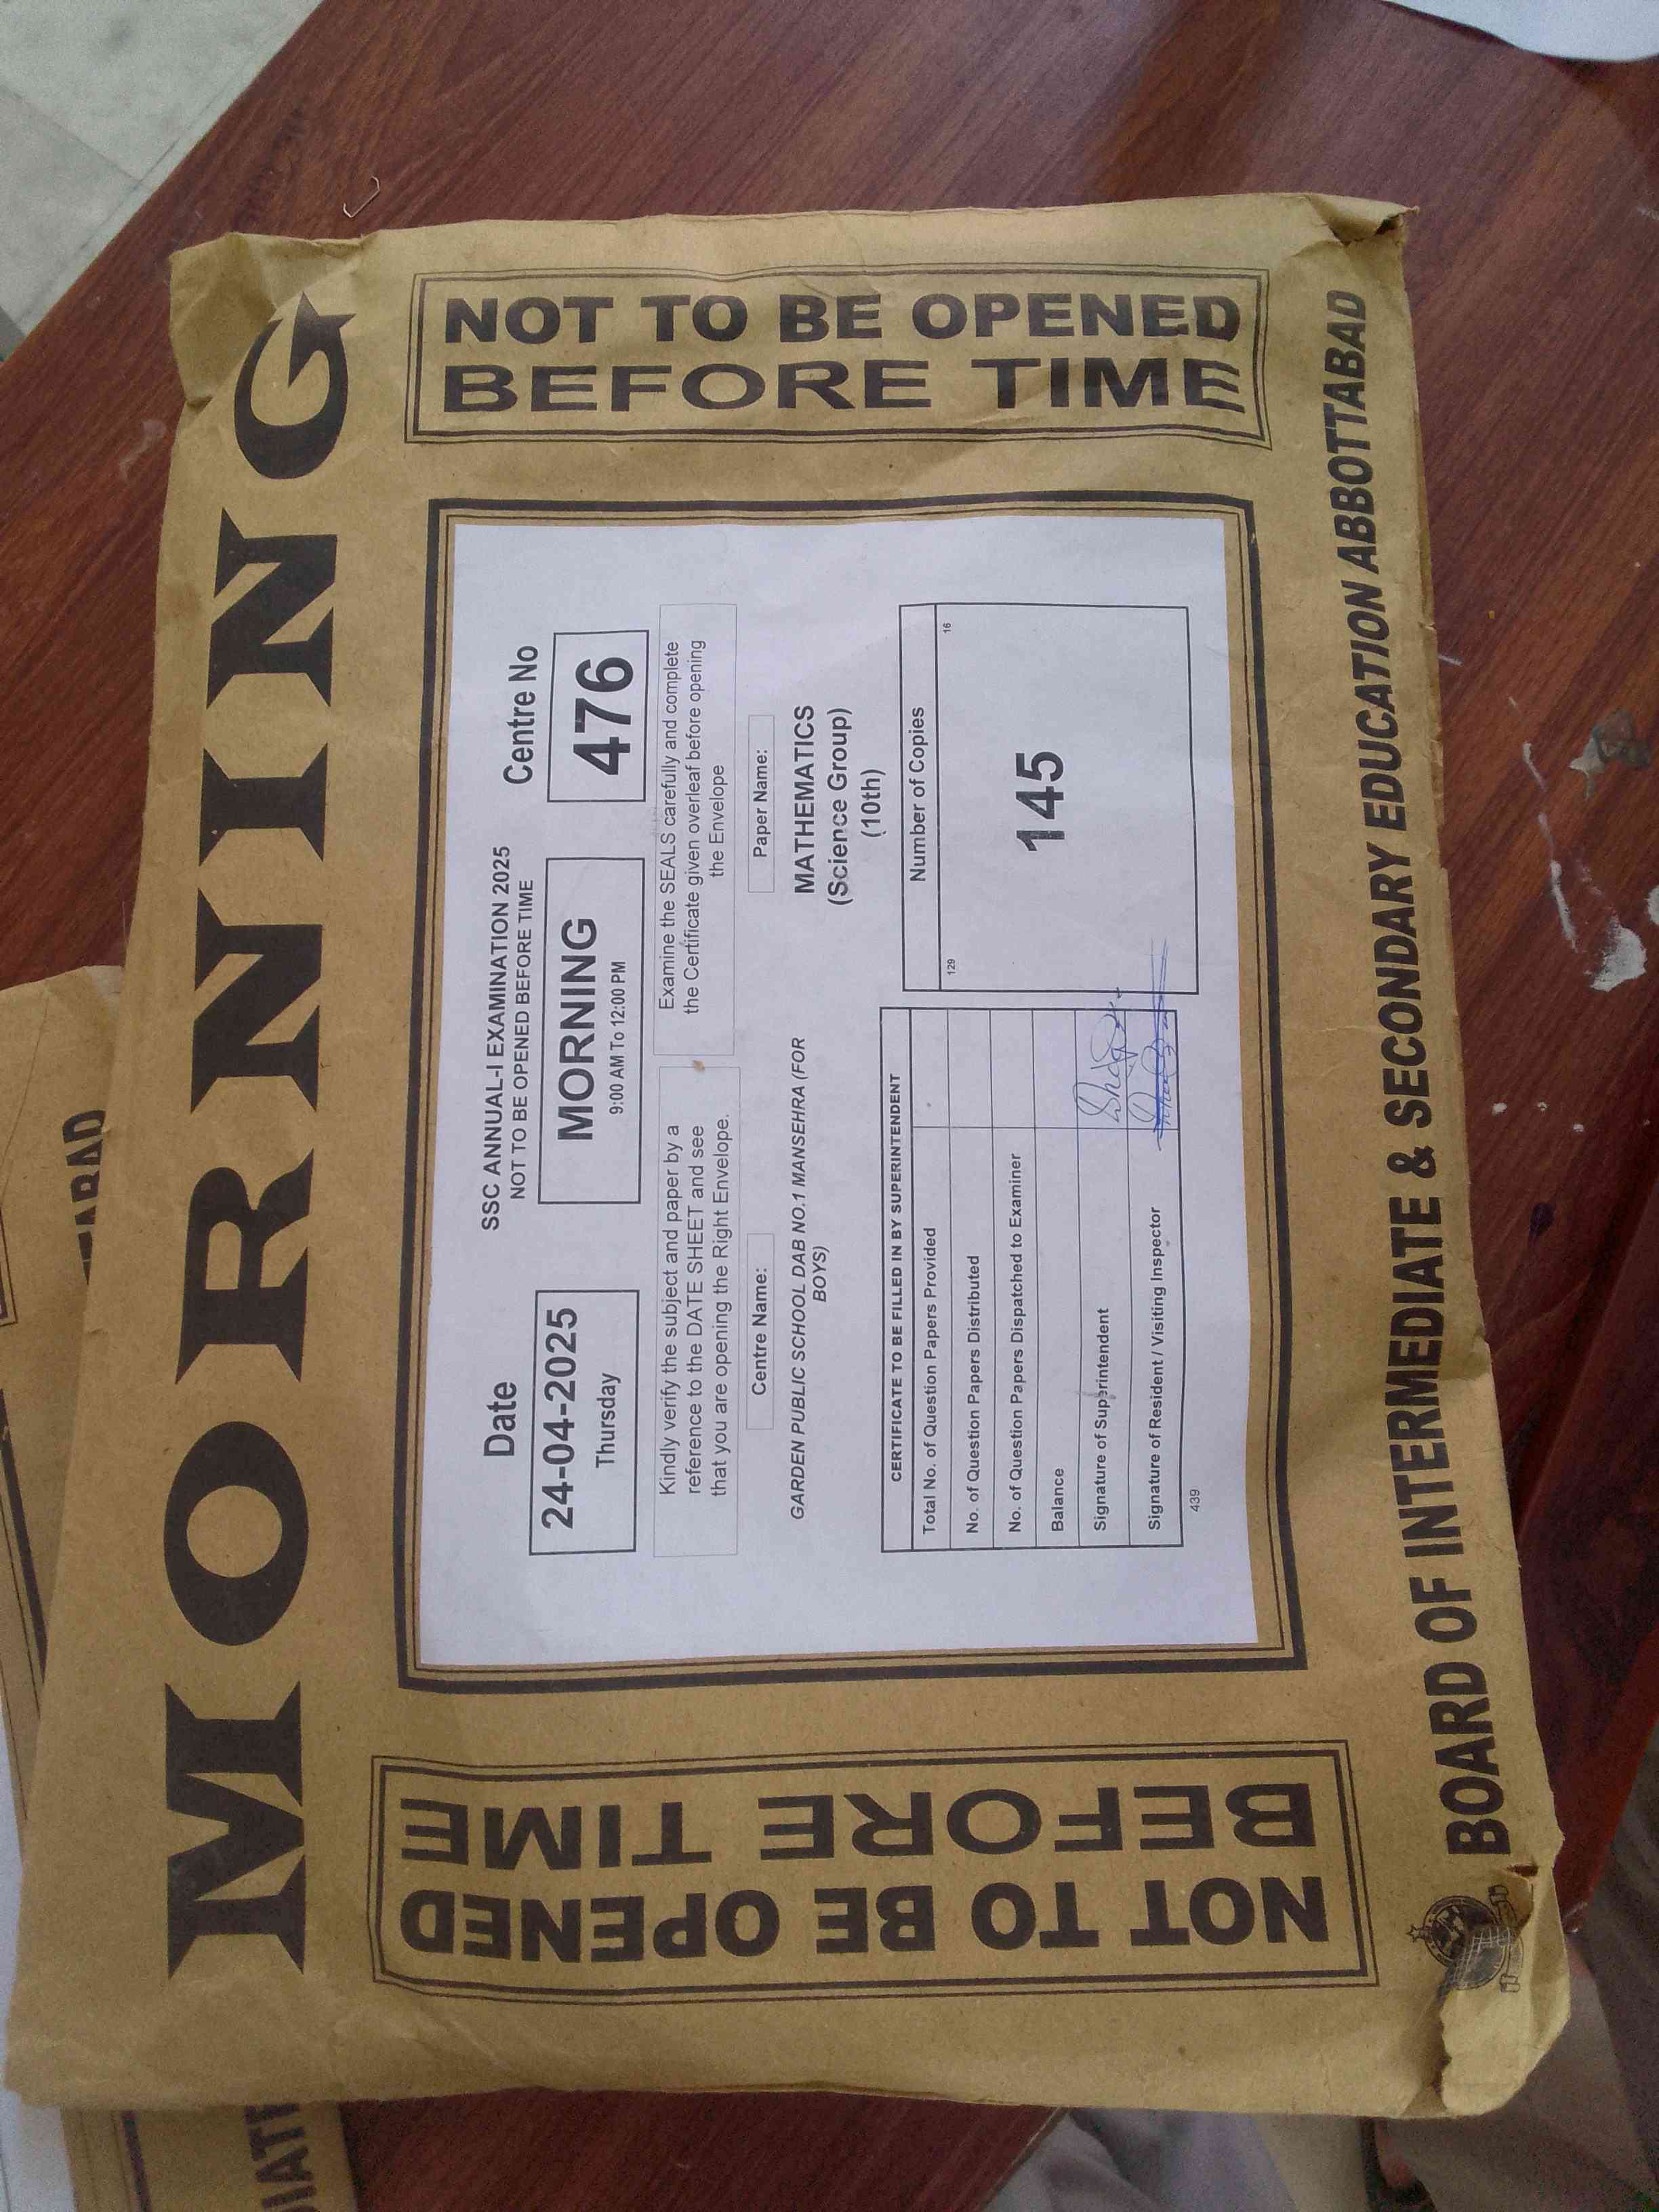 MORNING
NOT TO BE OPENED
BEFORE TIME
NOT TO BE OPENED
BEFORE TIME
Date
24-04-2025
Thursday
SSC ANNUAL-I EXAMINATION 2025
NOT TO BE OPENED BEFORE TIME
MORNING
9:00 AM To 12:00 PM
Centre No
476
Kindly verify the subject and paper by a
reference to the DATE SHEET and see
that you are opening the Right Envelope.
Examine the SEALS carefully and complete
the Certificate given overleaf before opening
the Envelope
Centre Name:
GARDEN PUBLIC SCHOOL DAB NO.1 MANSEHRA (FOR
BOYS)
Paper Name:
MATHEMATICS
(Science Group)
(10th)
CERTIFICATE TO BE FILLED IN BY SUPERINTENDENT
Total No. of Question Papers Provided
No. of Question Papers Distributed
No. of Question Papers Dispatched to Examiner
Balance
Signature of Superintendent
Signature of Resident / Visiting Inspector
439
Number of Copies
129 16
145
BOARD OF INTERMEDIATE & SECONDARY EDUCATION ABBOTTABAD